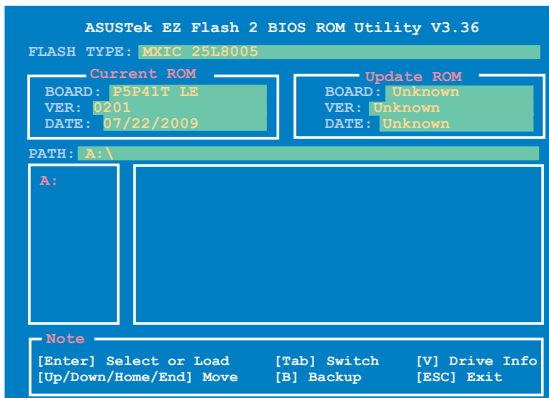 ASUSTek EZ Flash 2 BIOS ROM Utility V3.36
FLASH TYPE: MXIC 25L8005
Current ROM
BOARD: P5P41T LE
VER: 0201
DATE: 07/22/2009
Update ROM
BOARD: Unknown
VER: Unknown
DATE: Unknown
PATH: A:\
A:
Note
[Enter] Select or Load [Tab] Switch [V] Drive Info
[Up/Down/Home/End] Move [B] Backup [ESC] Exit